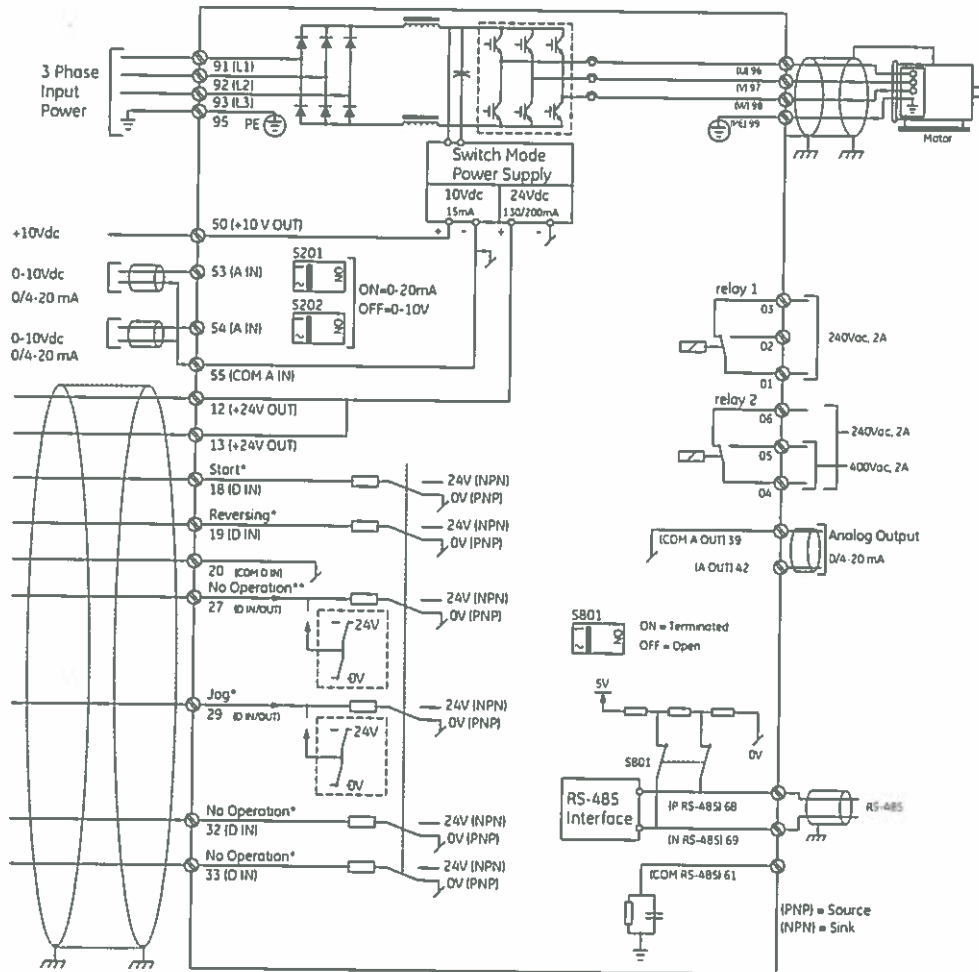 3 Phase
Input
Power
91 (L1)
92 (L2)
93 (L3)
95
PE
(U) 96
(V) 97
(W) 98
(PE) 99
Motor
Switch Mode
Power Supply
10Vdc
15mA
24Vdc
130/200mA
+ - + -
+10Vdc
50 (+10 V OUT)
0-10Vdc
0/4-20 mA
53 (A IN)
S201
ON
ON=0-20mA
OFF=0-10V
S202
ON
0-10Vdc
0/4-20 mA
54 (A IN)
55 (COM A IN)
12 (+24V OUT)
13 (+24V OUT)
Start*
18 (D IN)
24V (NPN)
0V (PNP)
Reversing*
19 (D IN)
24V (NPN)
0V (PNP)
20 (COM D IN)
No Operation**
27 (D IN/OUT)
24V (NPN)
0V (PNP)
24V
0V
Jog*
29 (D IN/OUT)
24V (NPN)
0V (PNP)
24V
0V
No Operation*
32 (D IN)
24V (NPN)
0V (PNP)
No Operation*
33 (D IN)
24V (NPN)
0V (PNP)
relay 1
03
02
01
240Vac, 2A
relay 2
06
05
04
240Vac, 2A
400Vac, 2A
(COM A OUT) 39
(A OUT) 42
Analog Output
0/4-20 mA
S801
ON
ON = Terminated
OFF = Open
5V
0V
S801
RS-485
Interface
(P RS-485) 68
(N RS-485) 69
(COM RS-485) 61
RS-485
(PNP) = Source
(NPN) = Sink